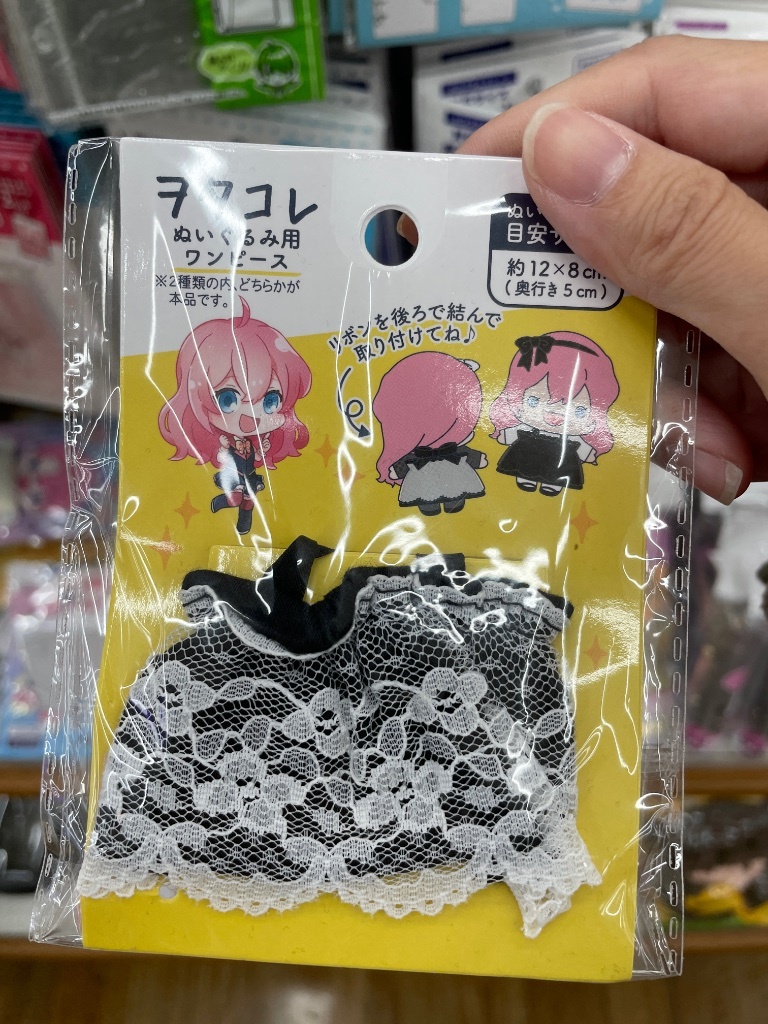 ヲタコレ
ぬいぐるみ用
ワンピース
※2種類の内、どちらかが
本品です。
ぬい
目安サ
約12×8cm
(奥行き5cm)
リボンを後ろで結んで
取り付けてね♪